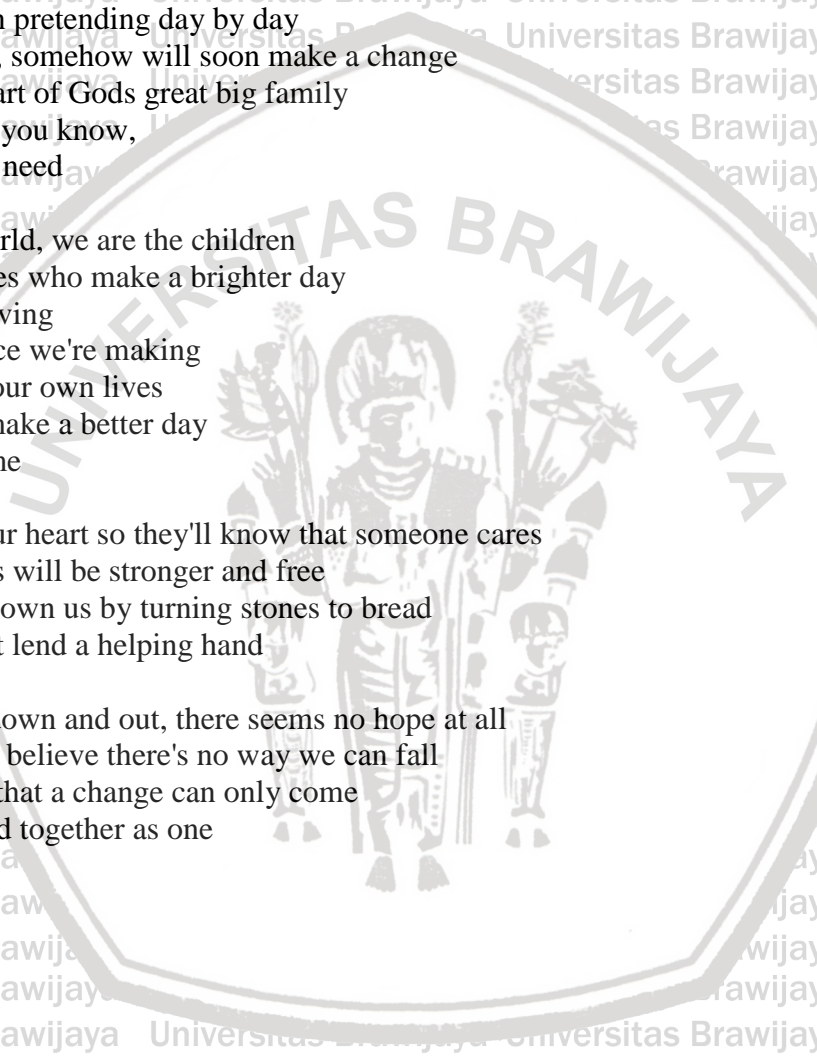 n pretending day by day
, somehow will soon make a change
art of Gods great big family
you know,
need
rld, we are the children
es who make a brighter day
ving
ce we're making
our own lives
make a better day
ne
ur heart so they'll know that someone cares
s will be stronger and free
own us by turning stones to bread
t lend a helping hand
down and out, there seems no hope at all
believe there's no way we can fall
that a change can only come
d together as one
UNIVERSITAS BRAWIJAYA